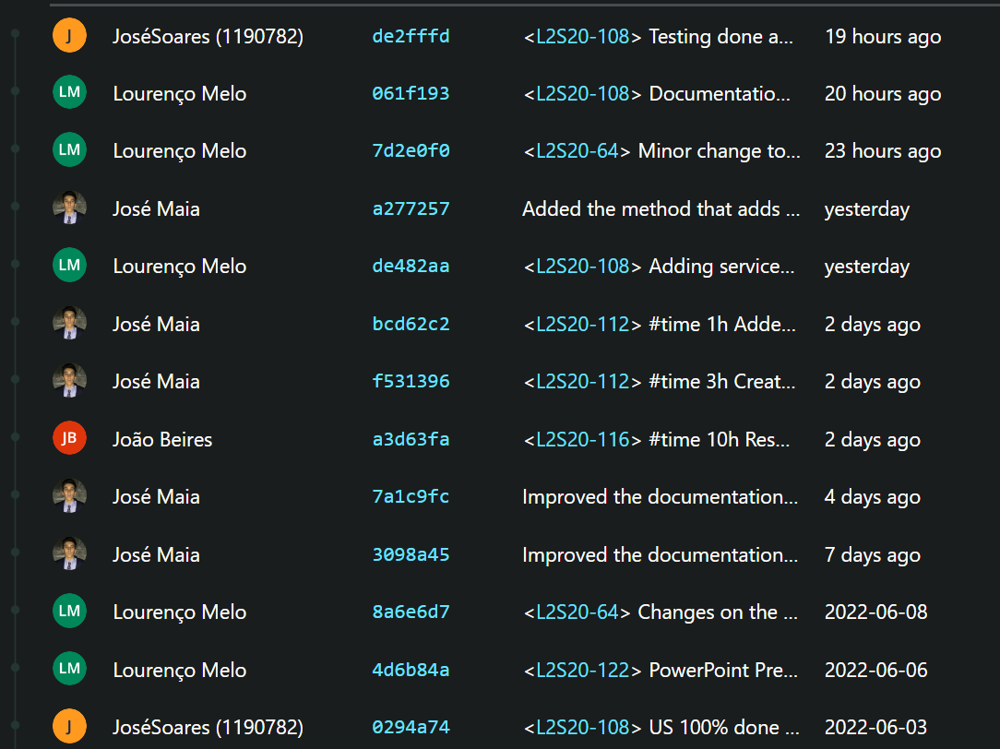 J JoséSoares (1190782) de2fffd <L2S20-108> Testing done a... 19 hours ago
LM Lourenço Melo 061f193 <L2S20-108> Documentatio... 20 hours ago
LM Lourenço Melo 7d2e0f0 <L2S20-64> Minor change to... 23 hours ago
José Maia a277257 Added the method that adds ... yesterday
LM Lourenço Melo de482aa <L2S20-108> Adding service... yesterday
José Maia bcd62c2 <L2S20-112> #time 1h Adde... 2 days ago
José Maia f531396 <L2S20-112> #time 3h Creat... 2 days ago
JB João Beires a3d63fa <L2S20-116> #time 10h Res... 2 days ago
José Maia 7a1c9fc Improved the documentation... 4 days ago
José Maia 3098a45 Improved the documentation... 7 days ago
LM Lourenço Melo 8a6e6d7 <L2S20-64> Changes on the ... 2022-06-08
LM Lourenço Melo 4d6b84a <L2S20-122> PowerPoint Pre... 2022-06-06
J JoséSoares (1190782) 0294a74 <L2S20-108> US 100% done ... 2022-06-03